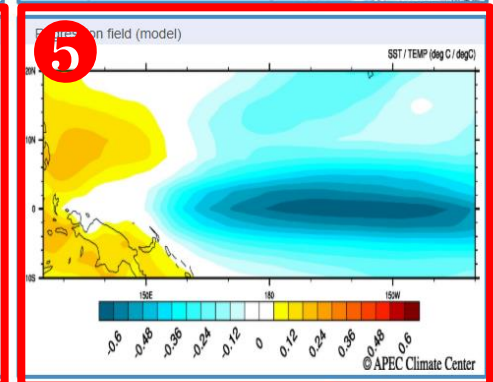 5
field (model)
SST / TEMP (deg C / degC)
20N
10N
0
10S
150E 180 150W
-0.6 -0.48 -0.36 -0.24 -0.12 0 0.12 0.24 0.36 0.48 0.6
© APEC Climate Center